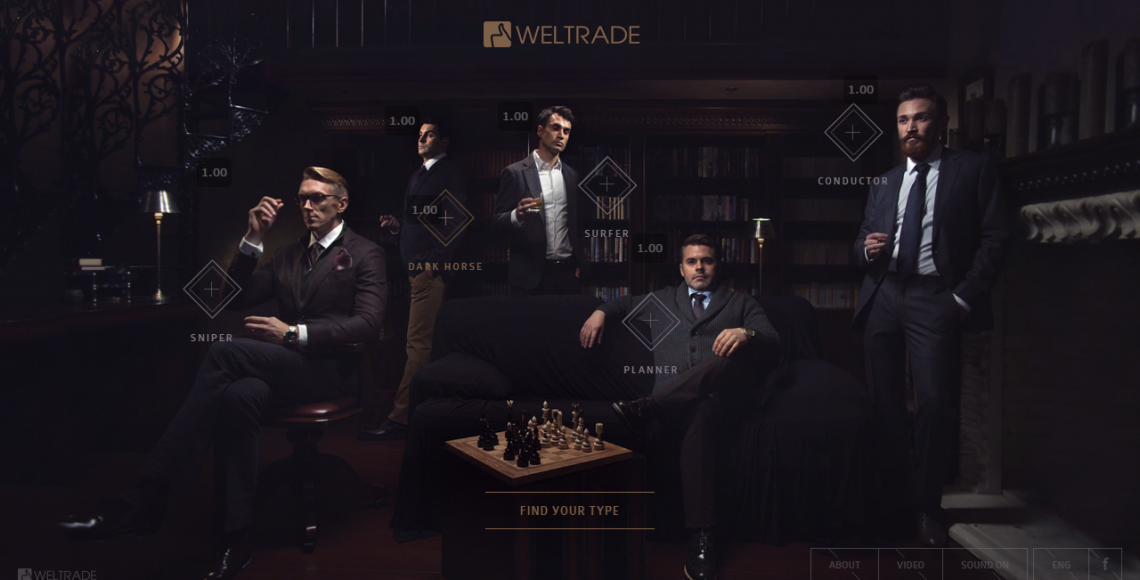 WELTRADE
1.00
CONDUCTOR
1.00
1.00
1.00
SURFER
1.00
DARK HORSE
1.00
SNIPER
PLANNER
FIND YOUR TYPE
WELTRADE
ABOUT
VIDEO
SOUND ON
ENG
f